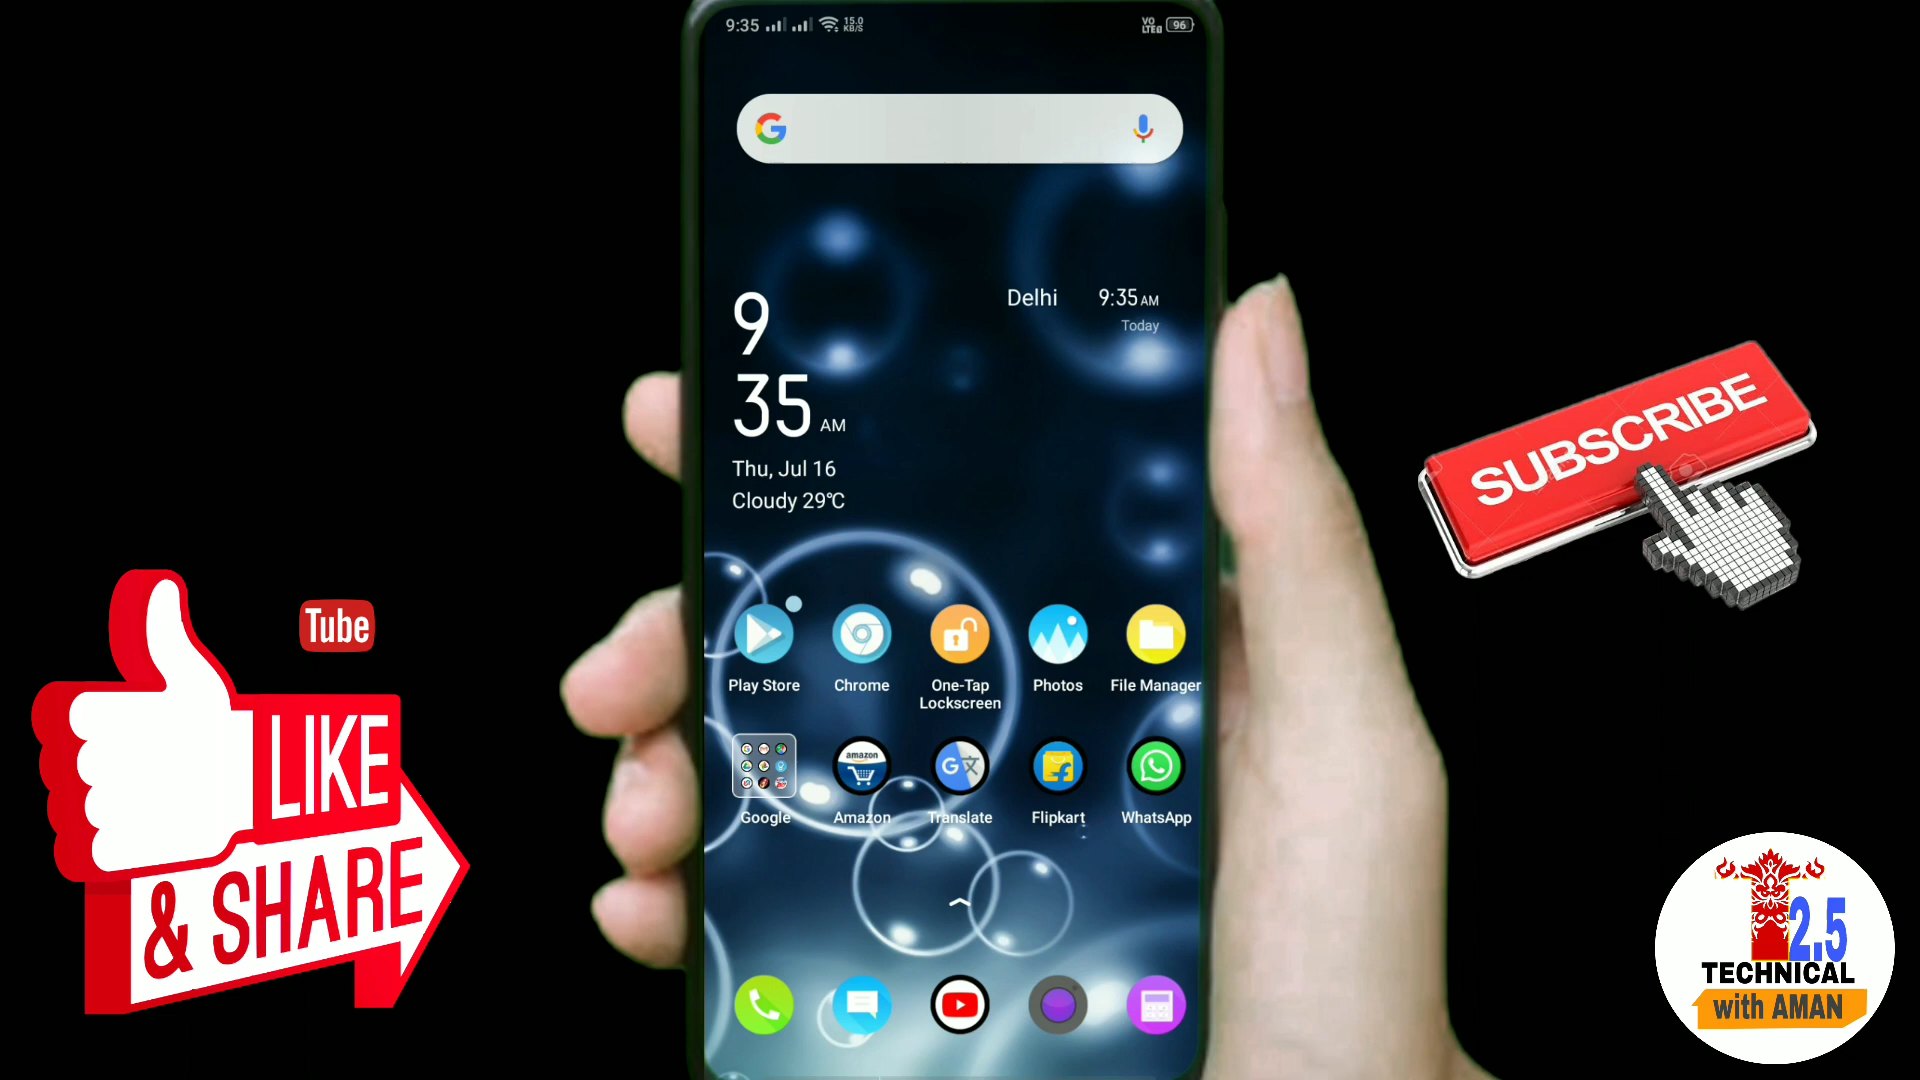 9:35
15.0
KB/S
VO
LTE
96
9
35 AM
Thu, Jul 16
Cloudy 29℃
Delhi 9:35 AM
Today
Play Store
Chrome
One-Tap
Lockscreen
Photos
File Manager
Google
amazon
Amazon
Translate
Flipkart
WhatsApp
Tube
LIKE
& SHARE
SUBSCRIBE
2.5
TECHNICAL
with AMAN